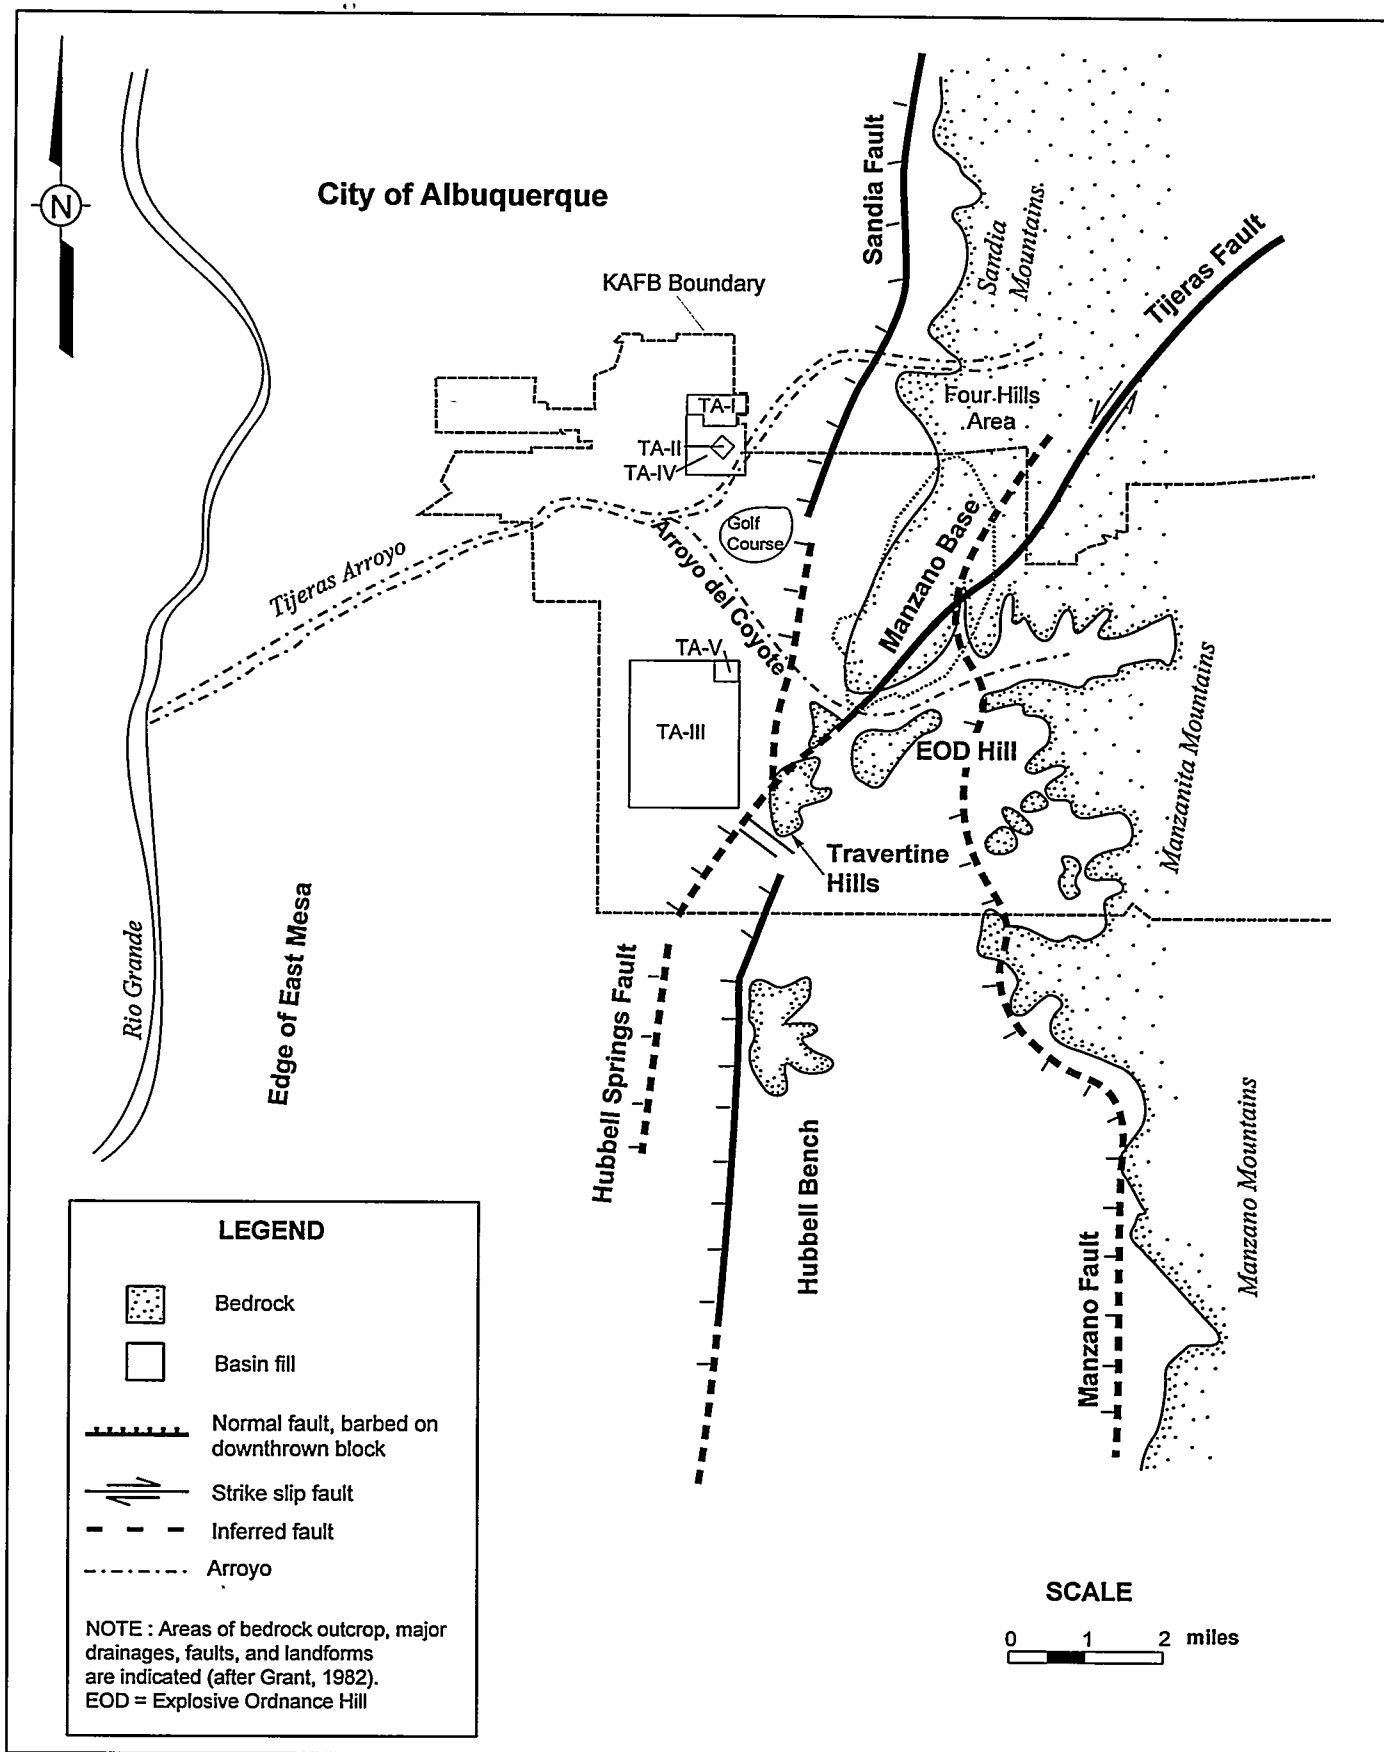 N
City of Albuquerque
Sandia Fault
Sandia
Mountains.
Tijeras Fault
KAFB Boundary
TA-I
TA-II
TA-IV
Four Hills
Area
Golf
Course
Manzano Base
Tijeras Arroyo
Arroyo del Coyote
TA-V
TA-III
EOD Hill
Manzanita Mountains
Travertine
Hills
Rio Grande
Edge of East Mesa
Hubbell Springs Fault
Hubbell Bench
Manzano Fault
Manzano Mountains
LEGEND
Bedrock
Basin fill
Normal fault, barbed on
downthrown block
Strike slip fault
Inferred fault
Arroyo
NOTE : Areas of bedrock outcrop, major
drainages, faults, and landforms
are indicated (after Grant, 1982).
EOD = Explosive Ordnance Hill
SCALE
0 1 2 miles